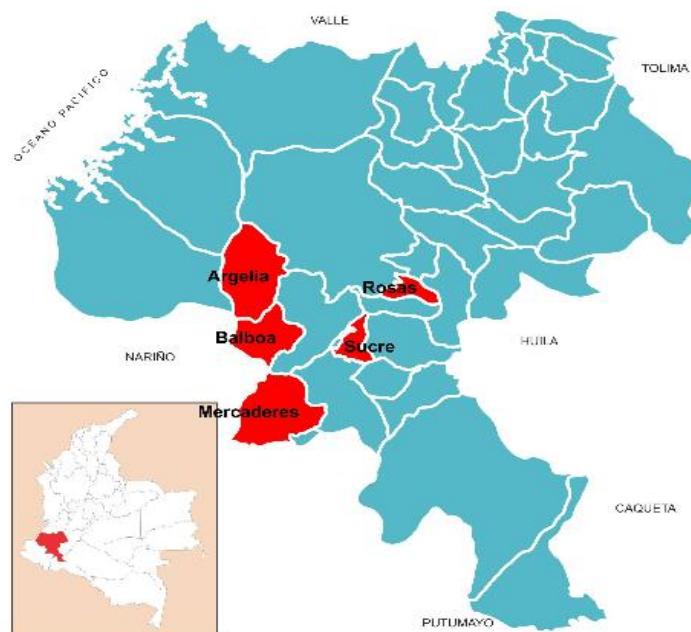 VALLE
TOLIMA
OCEANO PACIFICO
Argelia
Rosas
Balboa
Sucre
HUILA
NARIÑO
Mercaderes
CAQUETA
PUTUMAYO